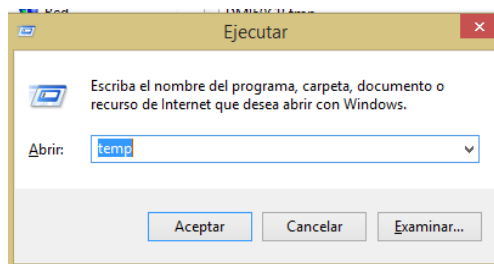 Red
Ejecutar
Escriba el nombre del programa, carpeta, documento o
recurso de Internet que desea abrir con Windows.
Abrir:
temp
Aceptar
Cancelar
Examinar...